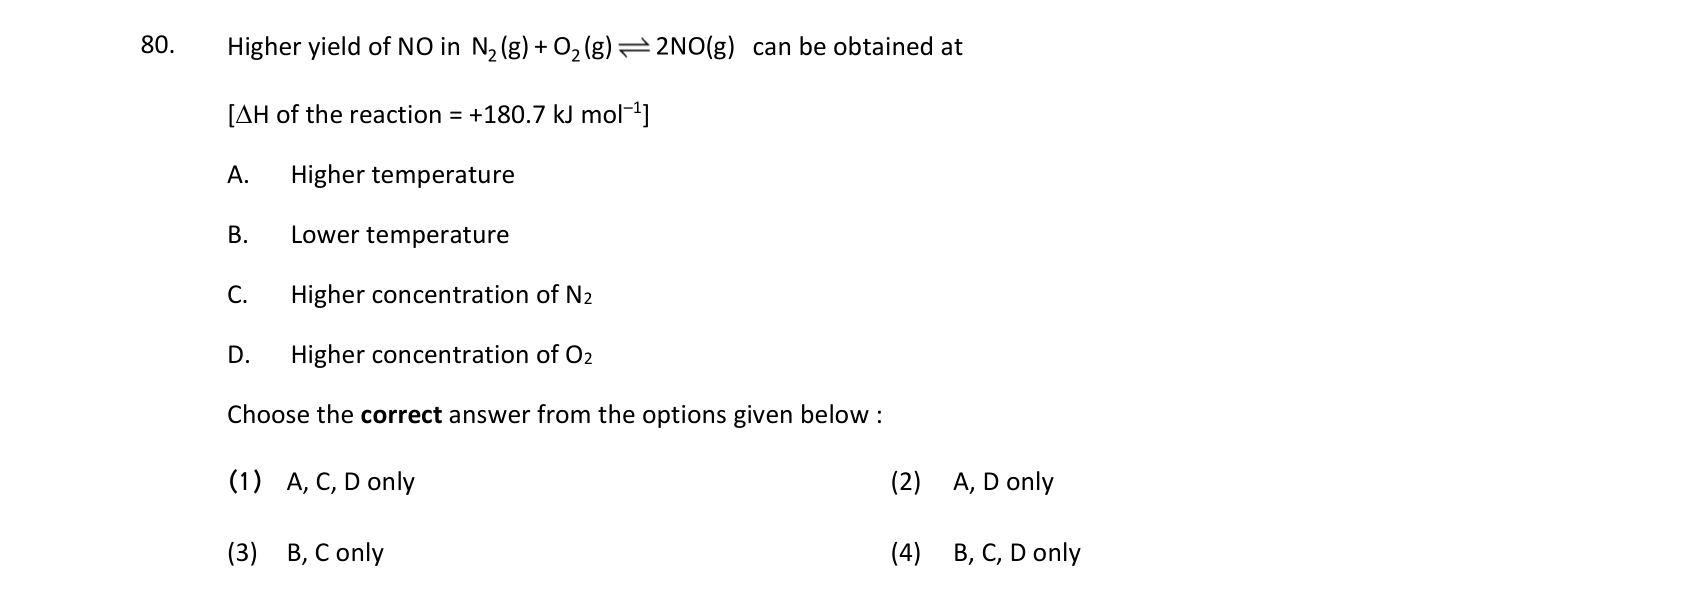 80. Higher yield of NO in N₂(g) + O₂(g) ⇌ 2NO(g) can be obtained at
[ΔH of the reaction = +180.7 kJ mol⁻¹]
A. Higher temperature
B. Lower temperature
C. Higher concentration of N₂
D. Higher concentration of O₂
Choose the correct answer from the options given below :
(1) A, C, D only (2) A, D only
(3) B, C only (4) B, C, D only